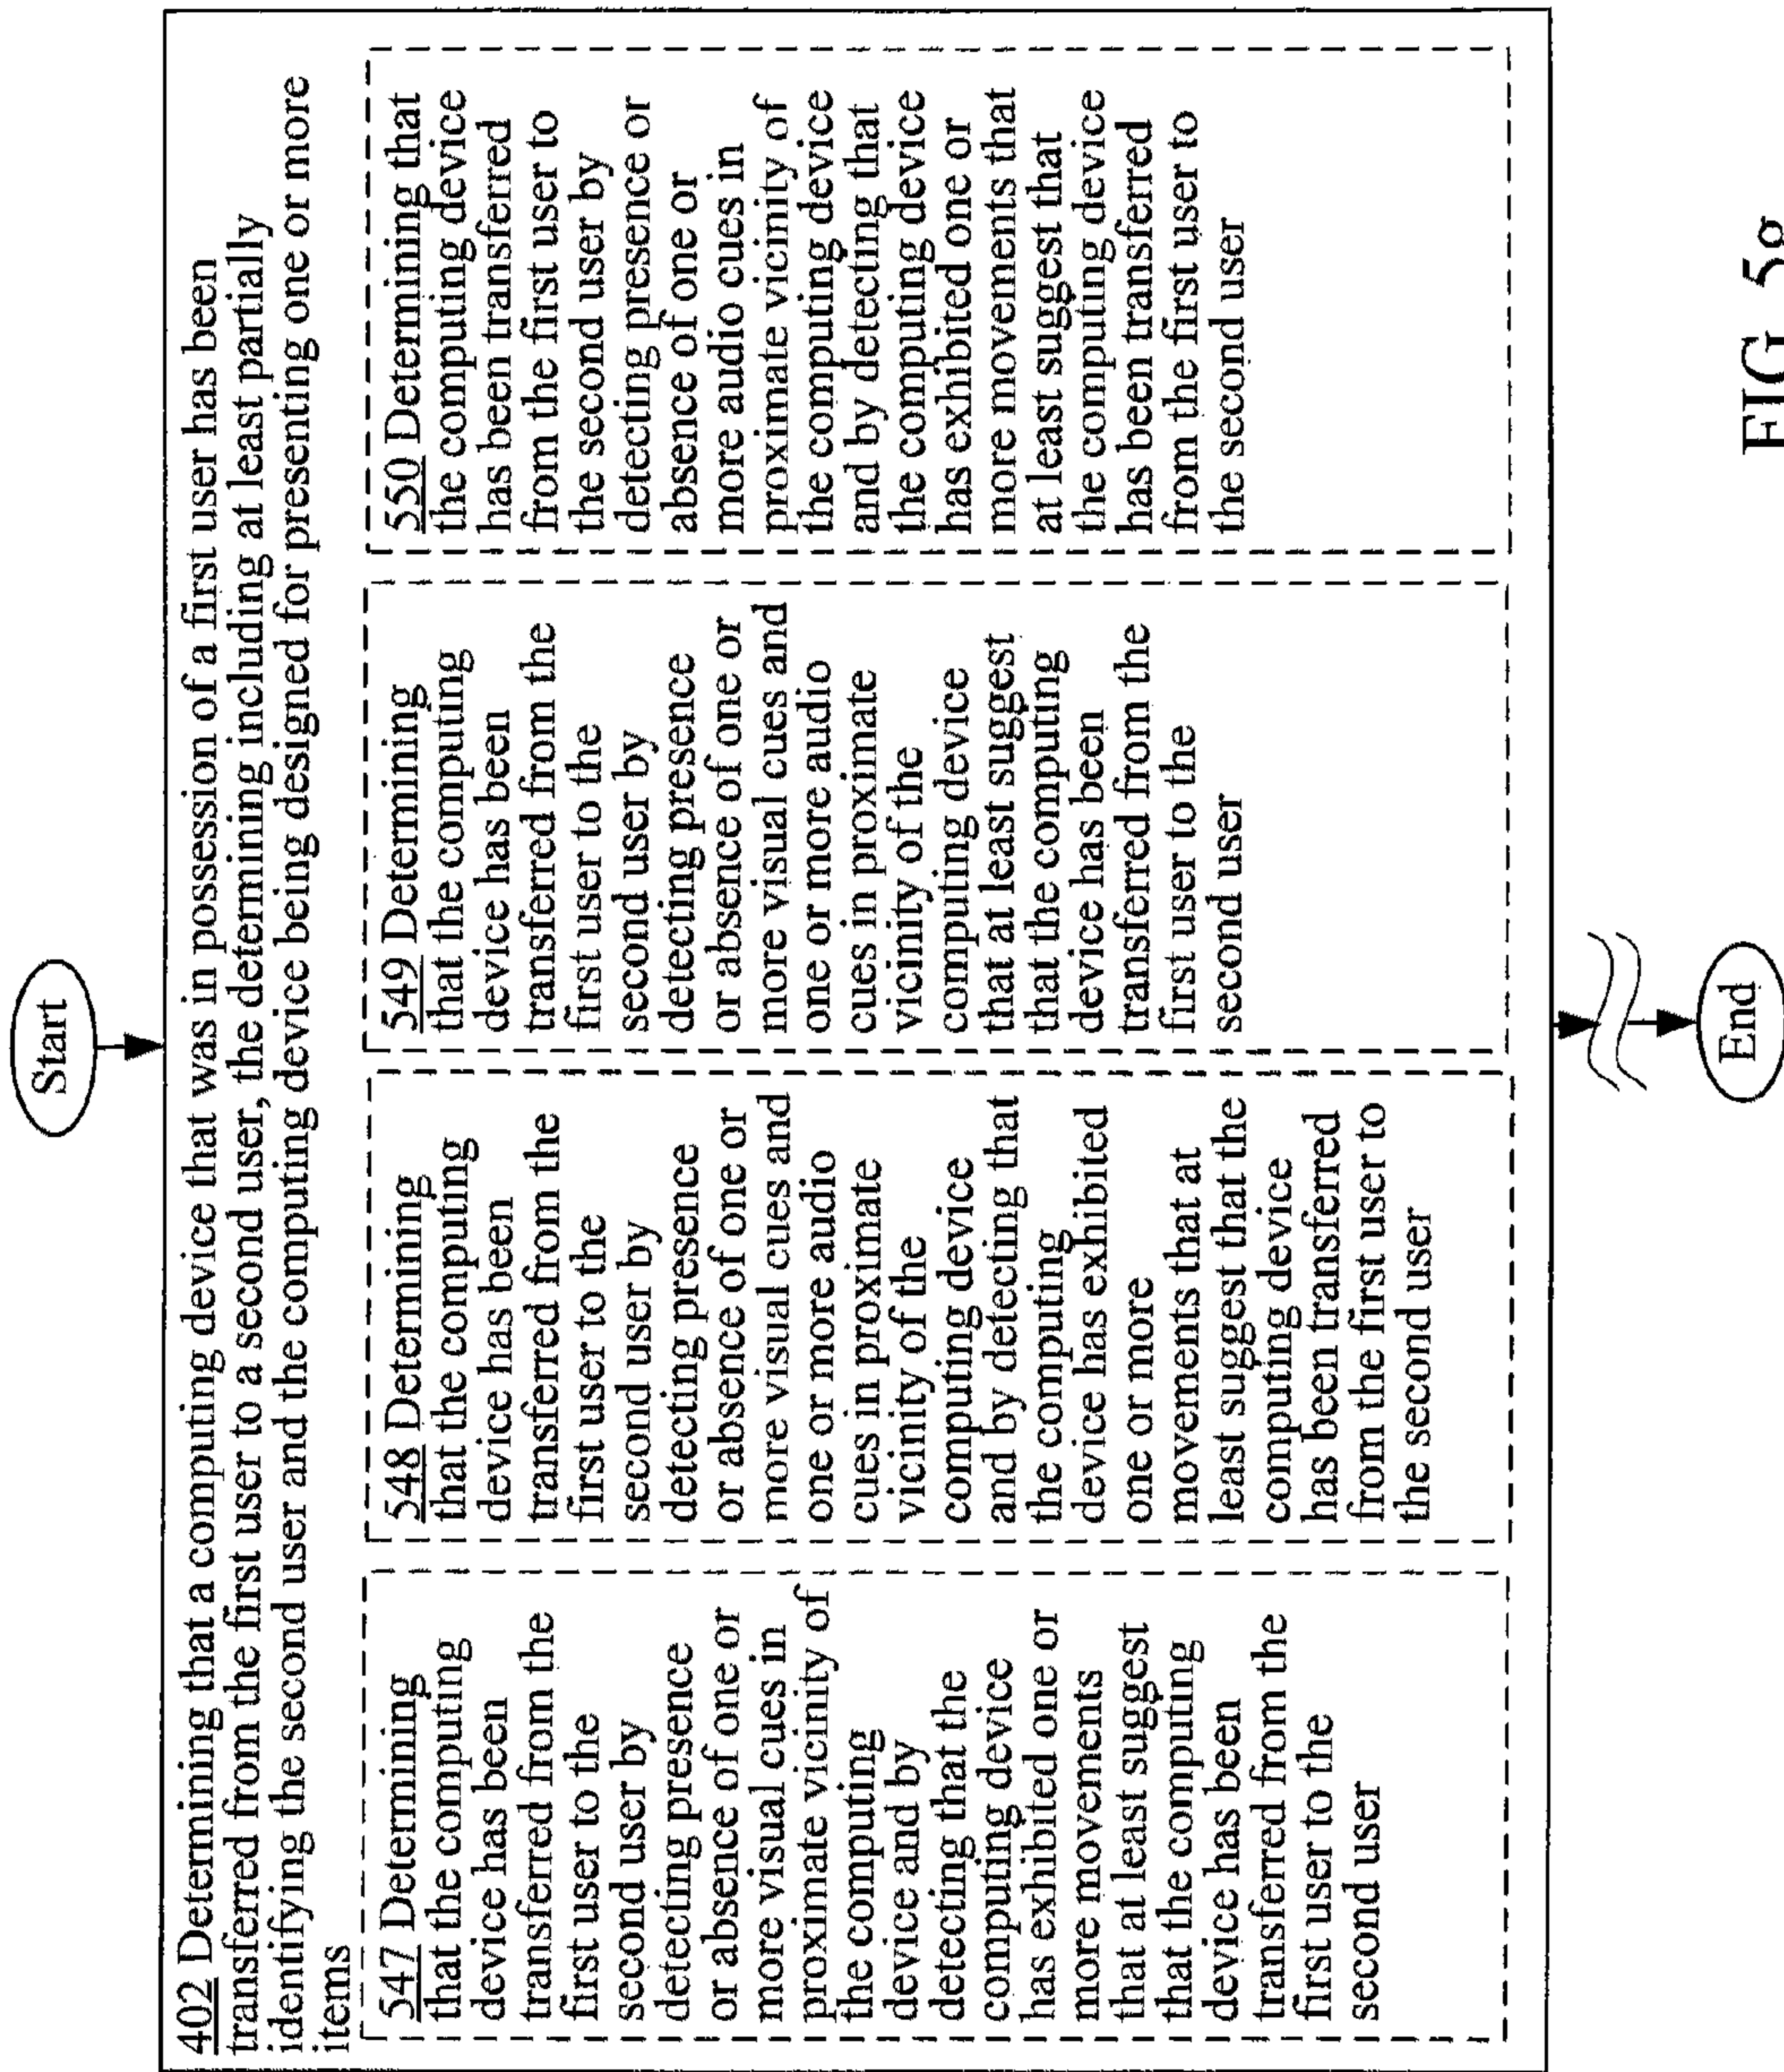 Start
402 Determining that a computing device that was in possession of a first user has been
transferred from the first user to a second user, the determining including at least partially
identifying the second user and the computing device being designed for presenting one or more
items
547 Determining
that the computing
device has been
transferred from the
first user to the
second user by
detecting presence
or absence of one or
more visual cues in
proximate vicinity of
the computing
device and by
detecting that the
computing device
has exhibited one or
more movements
that at least suggest
that the computing
device has been
transferred from the
first user to the
second user
548 Determining
that the computing
device has been
transferred from the
first user to the
second user by
detecting presence
or absence of one or
more visual cues and
one or more audio
cues in proximate
vicinity of the
computing device
and by detecting that
the computing
device has exhibited
one or more
movements that at
least suggest that the
computing device
has been transferred
from the first user to
the second user
549 Determining
that the computing
device has been
transferred from the
first user to the
second user by
detecting presence
or absence of one or
more visual cues and
one or more audio
cues in proximate
vicinity of the
computing device
that at least suggest
that the computing
device has been
transferred from the
first user to the
second user
550 Determining that
the computing device
has been transferred
from the first user to
the second user by
detecting presence or
absence of one or
more audio cues in
proximate vicinity of
the computing device
and by detecting that
the computing device
has exhibited one or
more movements that
at least suggest that
the computing device
has been transferred
from the first user to
the second user
End
FIG. 5g